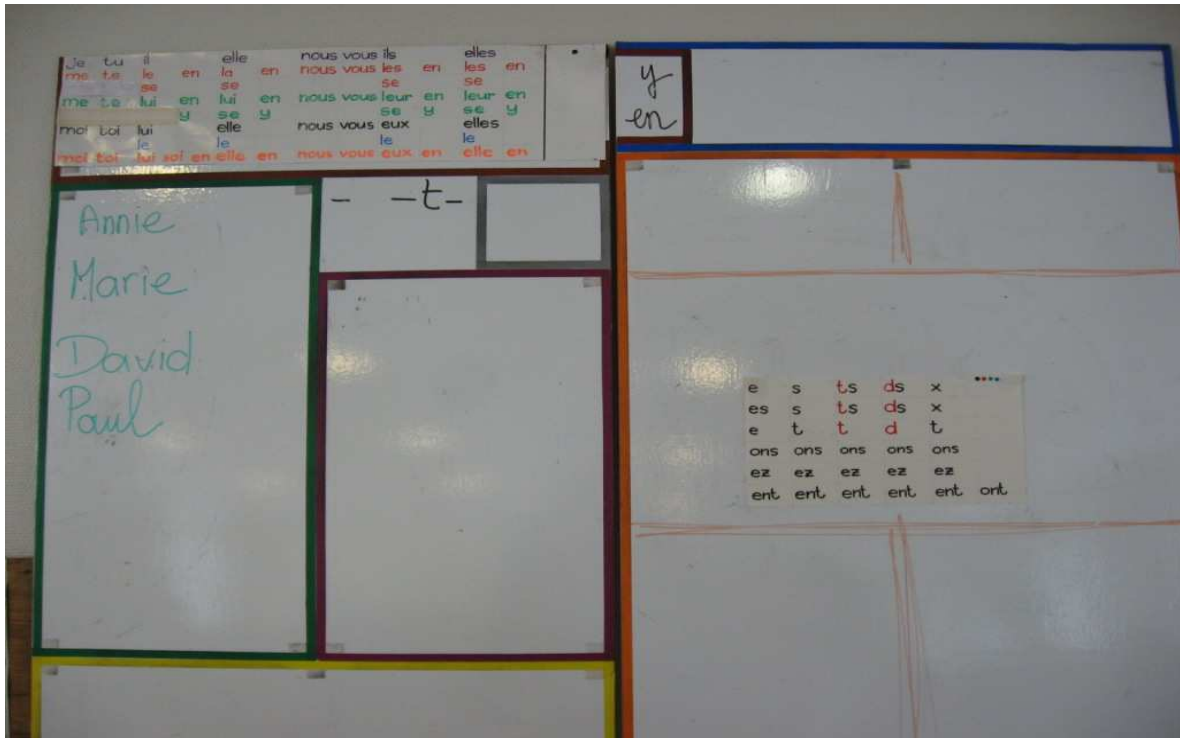 je tu il elle nous vous ils elles
me te le en la en nous vous les en les en
se se se se
me te lui en lui en nous vous leur en leur en
y se y se y se y
moi toi lui elle nous vous eux elles
le le le le
moi toi lui soi en elle en nous vous eux en elle en
y
en
- -t-
Annie
Marie
David
Paul
e s ts ds x
es s ts ds x
e t t d t
ons ons ons ons ons
ez ez ez ez ez
ent ent ent ent ent ont